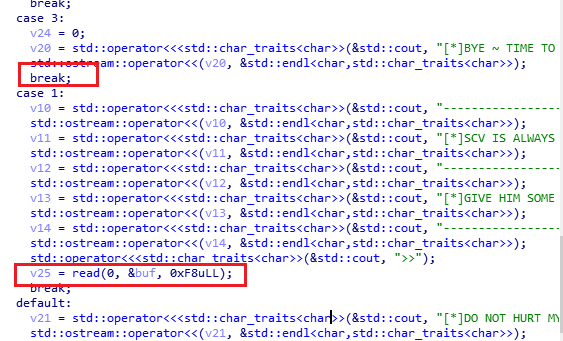 break;
case 3:
v24 = 0;
v20 = std::operator<<<std::char_traits<char>>(&std::cout, "[*]BYE ~ TIME TO
std::ostream::operator<<(v20, &std::endl<char,std::char_traits<char>>);
break;
case 1:
v10 = std::operator<<<std::char_traits<char>>(&std::cout, "-----------------
std::ostream::operator<<(v10, &std::endl<char,std::char_traits<char>>);
v11 = std::operator<<<std::char_traits<char>>(&std::cout, "[*]SCV IS ALWAYS
std::ostream::operator<<(v11, &std::endl<char,std::char_traits<char>>);
v12 = std::operator<<<std::char_traits<char>>(&std::cout, "-----------------
std::ostream::operator<<(v12, &std::endl<char,std::char_traits<char>>);
v13 = std::operator<<<std::char_traits<char>>(&std::cout, "[*]GIVE HIM SOME
std::ostream::operator<<(v13, &std::endl<char,std::char_traits<char>>);
v14 = std::operator<<<std::char_traits<char>>(&std::cout, "-----------------
std::ostream::operator<<(v14, &std::endl<char,std::char_traits<char>>);
std::operator<<<std::char_traits<char>>(&std::cout, ">>");
v25 = read(0, &buf, 0xF8uLL);
break;
default:
v21 = std::operator<<<std::char_traits<char>>(&std::cout, "[*]DO NOT HURT MY
std::ostream::operator<<(v21, &std::endl<char,std::char_traits<char>>);